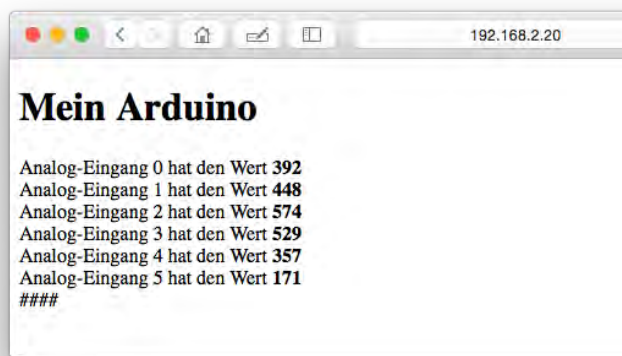 192.168.2.20
Mein Arduino
Analog-Eingang 0 hat den Wert 392
Analog-Eingang 1 hat den Wert 448
Analog-Eingang 2 hat den Wert 574
Analog-Eingang 3 hat den Wert 529
Analog-Eingang 4 hat den Wert 357
Analog-Eingang 5 hat den Wert 171
####